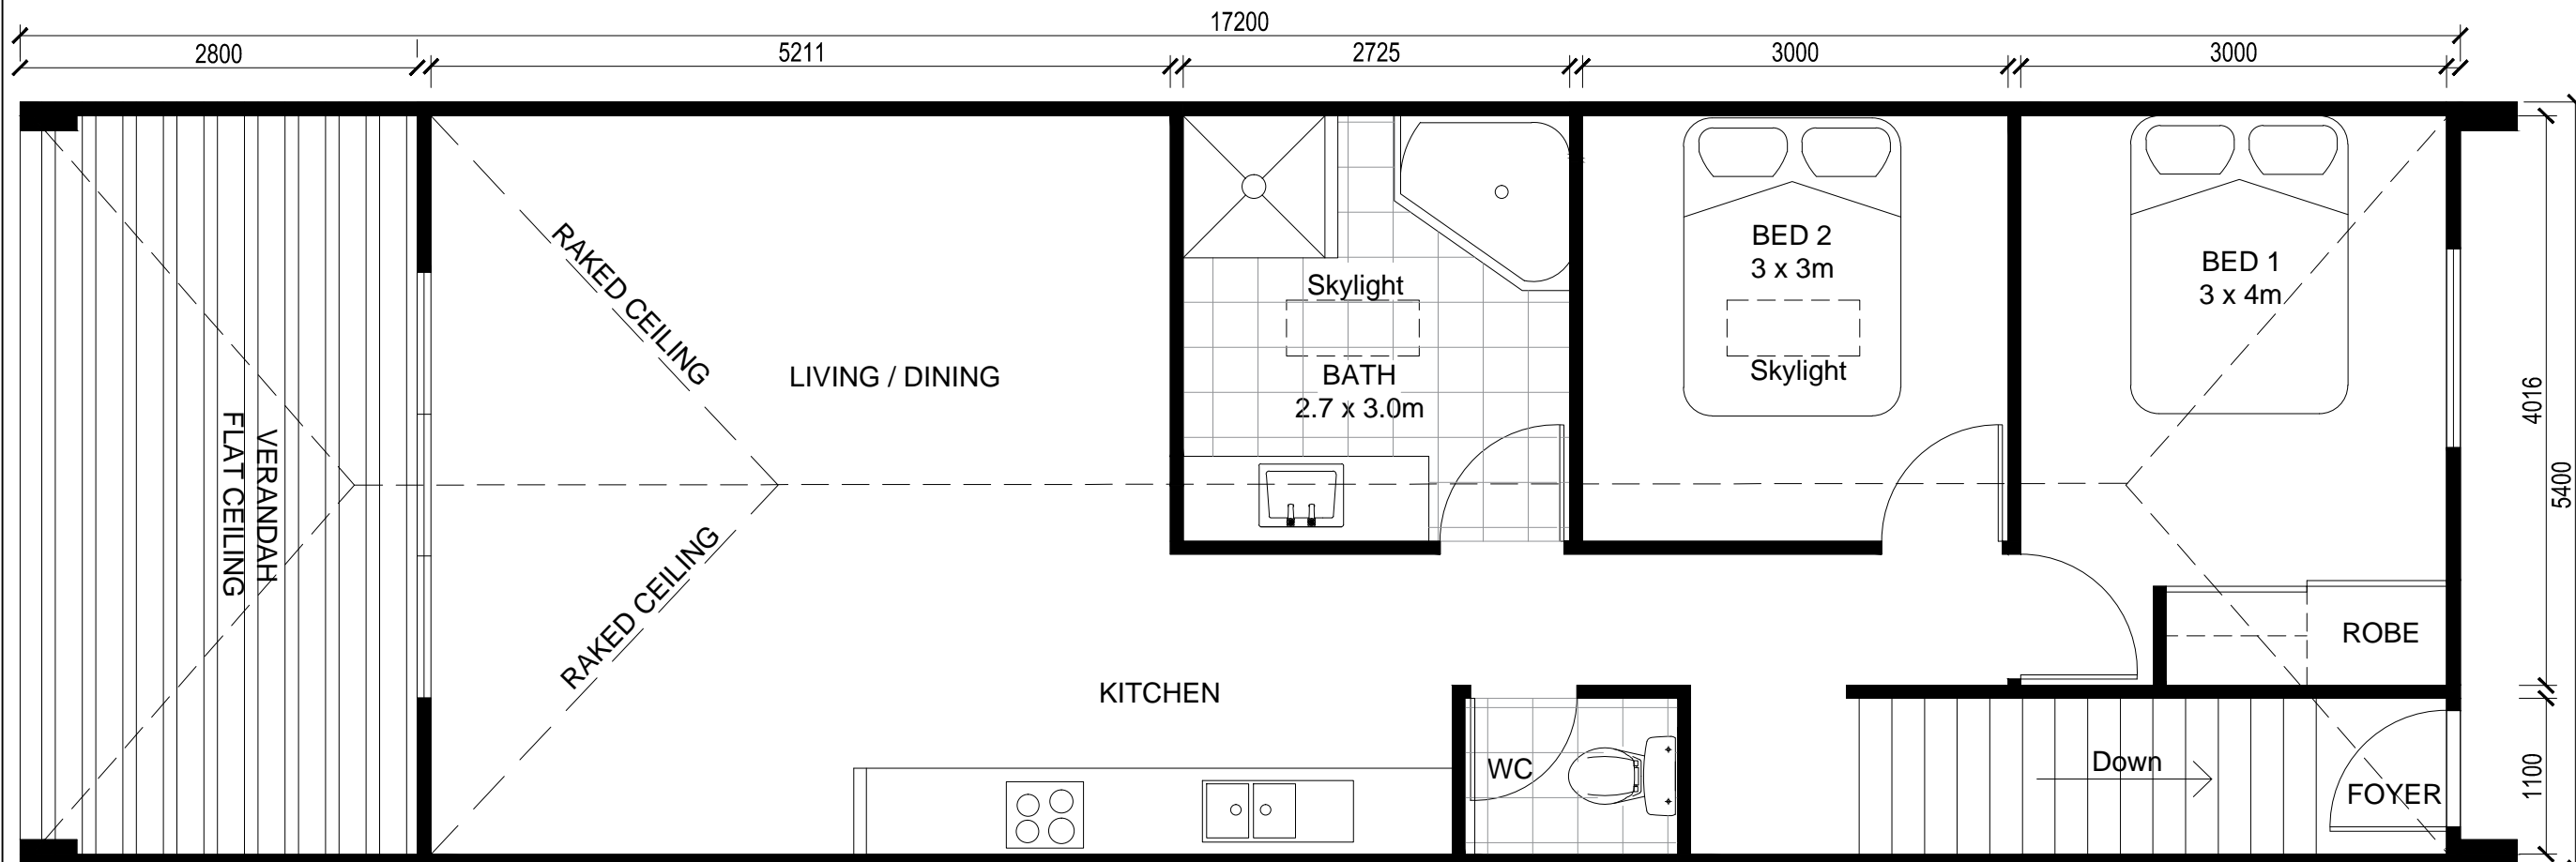 17200
2800
5211
2725
3000
3000
RAKED CEILING
LIVING / DINING
Skylight
BATH
2.7 x 3.0m
BED 2
3 x 3m
Skylight
BED 1
3 x 4m
4016
5400
VERANDAH
FLAT CEILING
RAKED CEILING
KITCHEN
ROBE
WC
Down
FOYER
1100